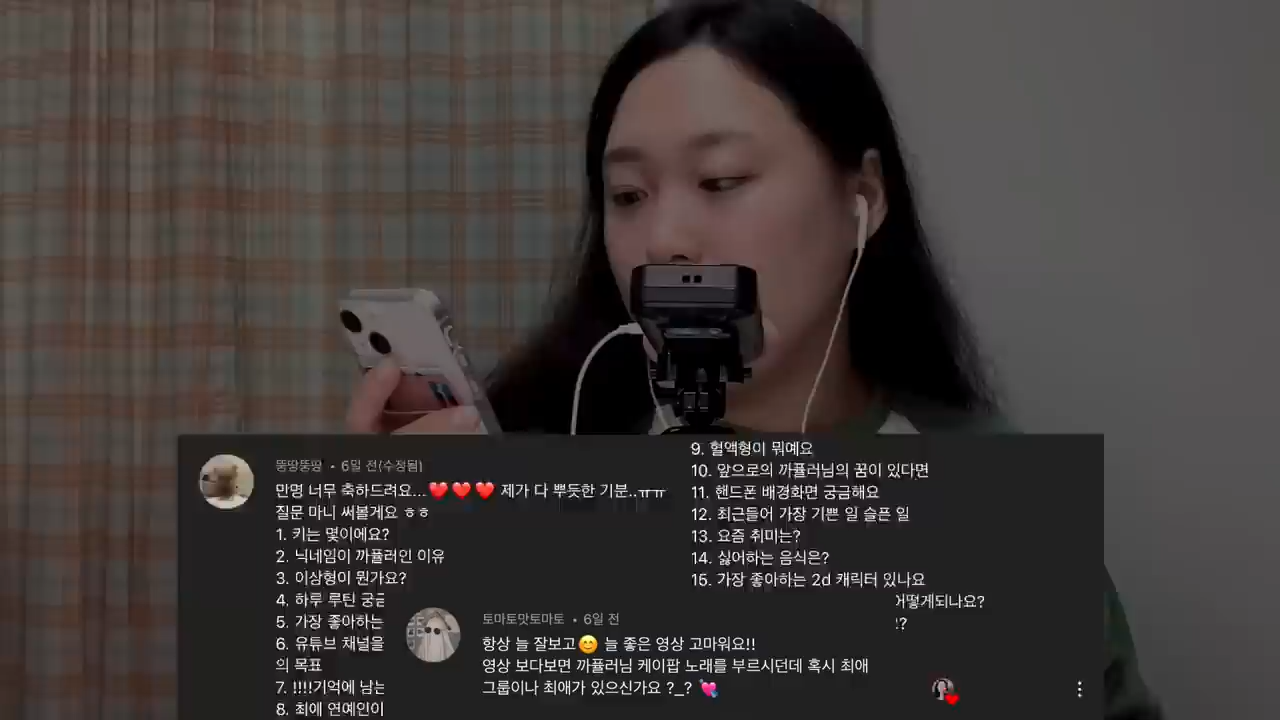 뚱땅뚱땅 • 6일 전(수정됨)
만명 너무 축하드려요...❤️❤️❤️ 제가 다 뿌듯한 기분..ㅠㅠ
질문 마니 써볼게요 ㅎㅎ
1. 키는 몇이에요?
2. 닉네임이 까퓰러인 이유
3. 이상형이 뭔가요?
4. 하루 루틴
5. 가장 좋아하는
6. 유튜브 채널을
의 목표
7. !!!!기억에 남는
8. 최애 연예인이
9. 혈액형이 뭐예요
10. 앞으로의 까퓰러님의 꿈이 있다면
11. 핸드폰 배경화면 궁금해요
12. 최근들어 가장 기쁜 일 슬픈 일
13. 요즘 취미는?
14. 싫어하는 음식은?
15. 가장 좋아하는 2d 캐릭터 있나요
어떻게되나요?
?
토마토맛토마토 • 6일 전
항상 늘 잘보고😊 늘 좋은 영상 고마워요!!
영상 보다보면 까퓰러님 케이팝 노래를 부르시던데 혹시 최애
그룹이나 최애가 있으신가요 ?_? 💘